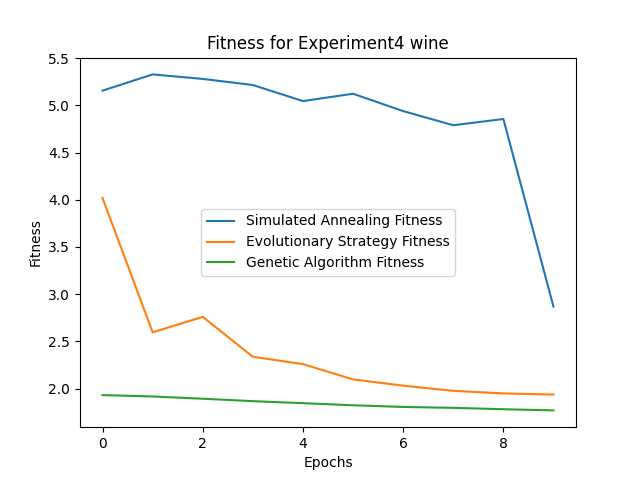 Fitness for Experiment4 wine
5.5
5.0
4.5
4.0
3.5
3.0
2.5
2.0
Fitness
Simulated Annealing Fitness
Evolutionary Strategy Fitness
Genetic Algorithm Fitness
0 2 4 6 8
Epochs